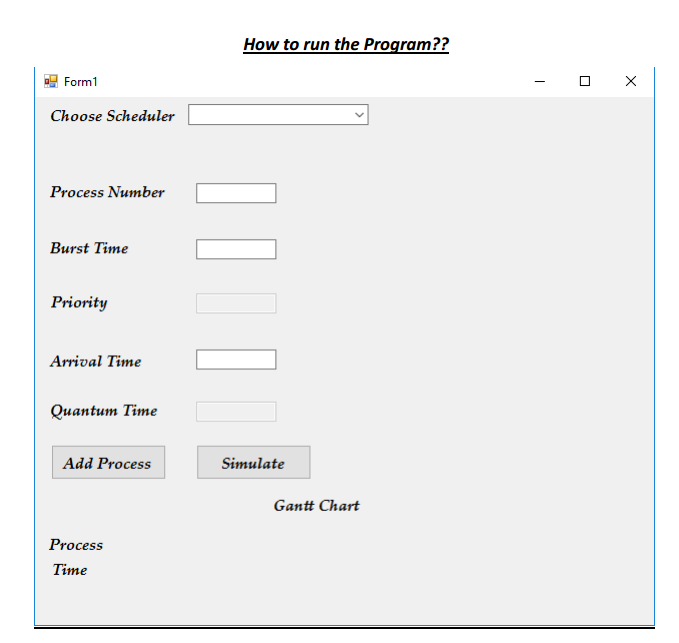 How to run the Program??
Form1
Choose Scheduler
Process Number
Burst Time
Priority
Arrival Time
Quantum Time
Add Process Simulate
Gantt Chart
Process
Time